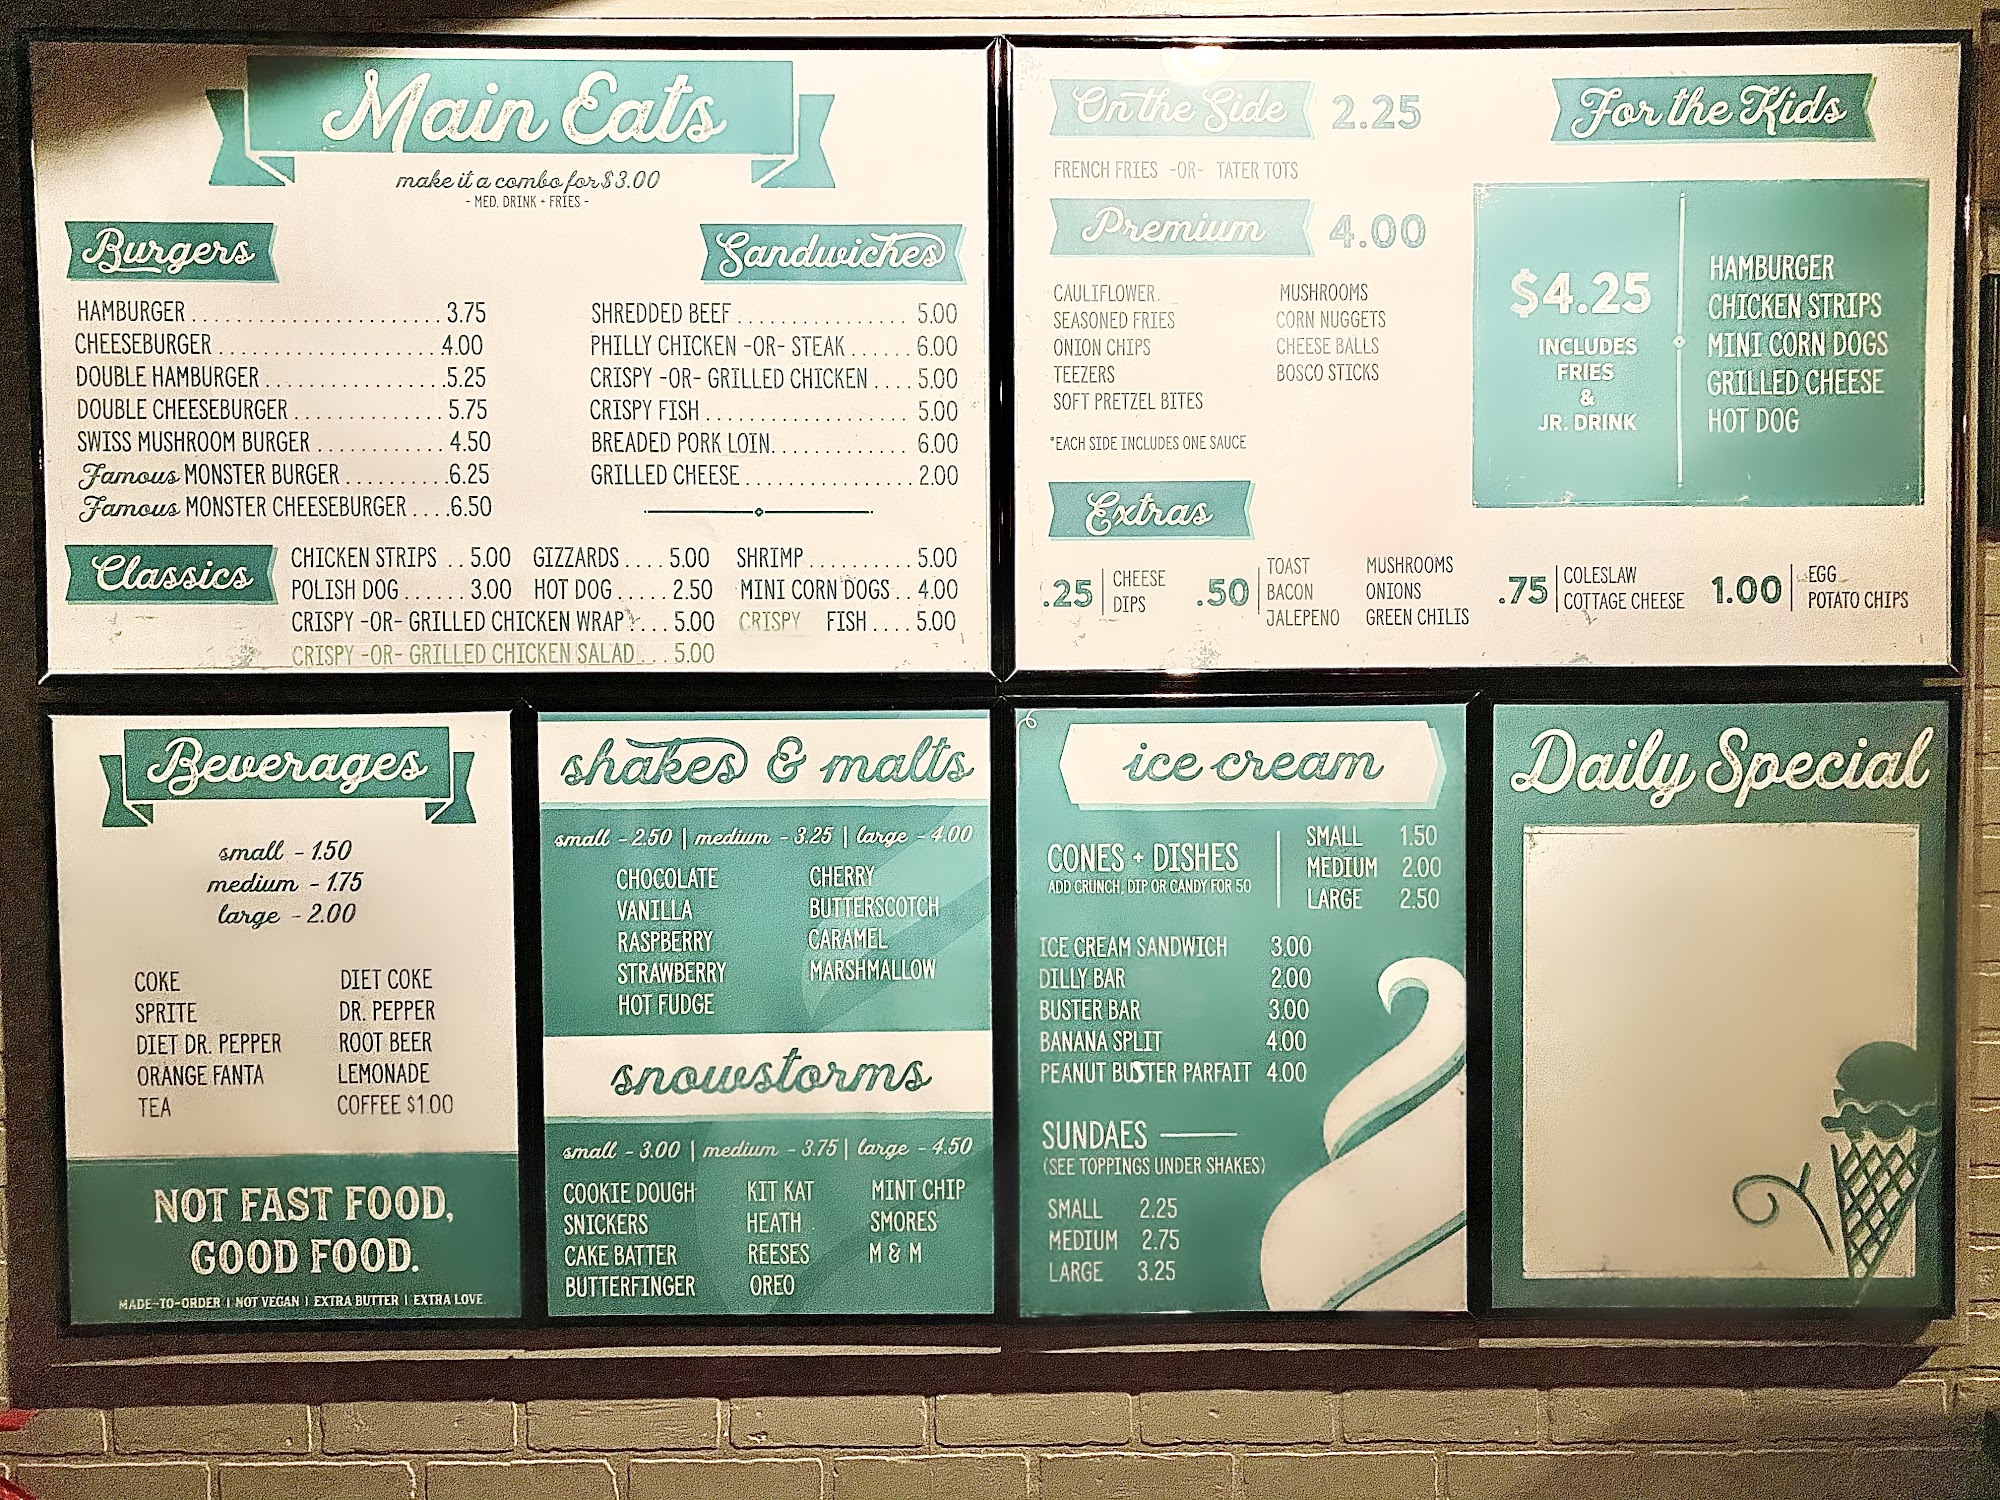 Main Eats
make it a combo for $3.00
- MED. DRINK + FRIES -
Burgers
HAMBURGER 3.75
CHEESEBURGER 4.00
DOUBLE HAMBURGER 5.25
DOUBLE CHEESEBURGER 5.75
SWISS MUSHROOM BURGER 4.50
Famous MONSTER BURGER 6.25
Famous MONSTER CHEESEBURGER 6.50
Sandwiches
SHREDDED BEEF 5.00
PHILLY CHICKEN -OR- STEAK 6.00
CRISPY -OR- GRILLED CHICKEN 5.00
CRISPY FISH 5.00
BREADED PORK LOIN 6.00
GRILLED CHEESE 2.00
Classics
CHICKEN STRIPS 5.00 GIZZARDS 5.00 SHRIMP 5.00
POLISH DOG 3.00 HOT DOG 2.50 MINI CORN DOGS 4.00
CRISPY -OR- GRILLED CHICKEN WRAP 5.00 CRISPY FISH 5.00
CRISPY -OR- GRILLED CHICKEN SALAD 5.00
On the Side 2.25
FRENCH FRIES -OR- TATER TOTS
Premium 4.00
CAULIFLOWER MUSHROOMS
SEASONED FRIES CORN NUGGETS
ONION CHIPS CHEESE BALLS
TEEZERS BOSCO STICKS
SOFT PRETZEL BITES
*EACH SIDE INCLUDES ONE SAUCE
For the Kids
$4.25
INCLUDES
FRIES
&
JR. DRINK
HAMBURGER
CHICKEN STRIPS
MINI CORN DOGS
GRILLED CHEESE
HOT DOG
Extras
.25
CHEESE
DIPS
.50
TOAST MUSHROOMS
BACON ONIONS
JALEPENO GREEN CHILIS
.75
COLESLAW
COTTAGE CHEESE
1.00
EGG
POTATO CHIPS
Beverages
small - 1.50
medium - 1.75
large - 2.00
COKE DIET COKE
SPRITE DR. PEPPER
DIET DR. PEPPER ROOT BEER
ORANGE FANTA LEMONADE
TEA COFFEE $1.00
NOT FAST FOOD,
GOOD FOOD.
MADE-TO-ORDER | NOT VEGAN | EXTRA BUTTER | EXTRA LOVE
shakes & malts
small - 2.50 | medium - 3.25 | large - 4.00
CHOCOLATE CHERRY
VANILLA BUTTERSCOTCH
RASPBERRY CARAMEL
STRAWBERRY MARSHMALLOW
HOT FUDGE
snowstorms
small - 3.00 | medium - 3.75 | large - 4.50
COOKIE DOUGH KIT KAT MINT CHIP
SNICKERS HEATH SMORES
CAKE BATTER REESES M & M
BUTTERFINGER OREO
ice cream
CONES + DISHES
ADD CRUNCH, DIP OR CANDY FOR 50
SMALL 1.50
MEDIUM 2.00
LARGE 2.50
ICE CREAM SANDWICH 3.00
DILLY BAR 2.00
BUSTER BAR 3.00
BANANA SPLIT 4.00
PEANUT BUSTER PARFAIT 4.00
SUNDAES
(SEE TOPPINGS UNDER SHAKES)
SMALL 2.25
MEDIUM 2.75
LARGE 3.25
Daily Special